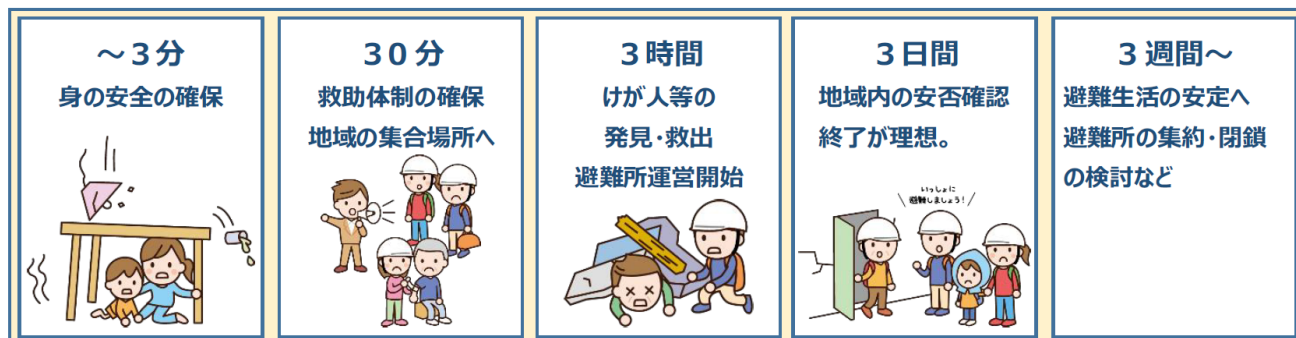 ～３分
身の安全の確保
３０分
救助体制の確保
地域の集合場所へ
３時間
けが人等の
発見・救出
避難所運営開始
３日間
地域内の安否確認
終了が理想。
いっしょに
避難しましょう！
３週間～
避難生活の安定へ
避難所の集約・閉鎖
の検討など